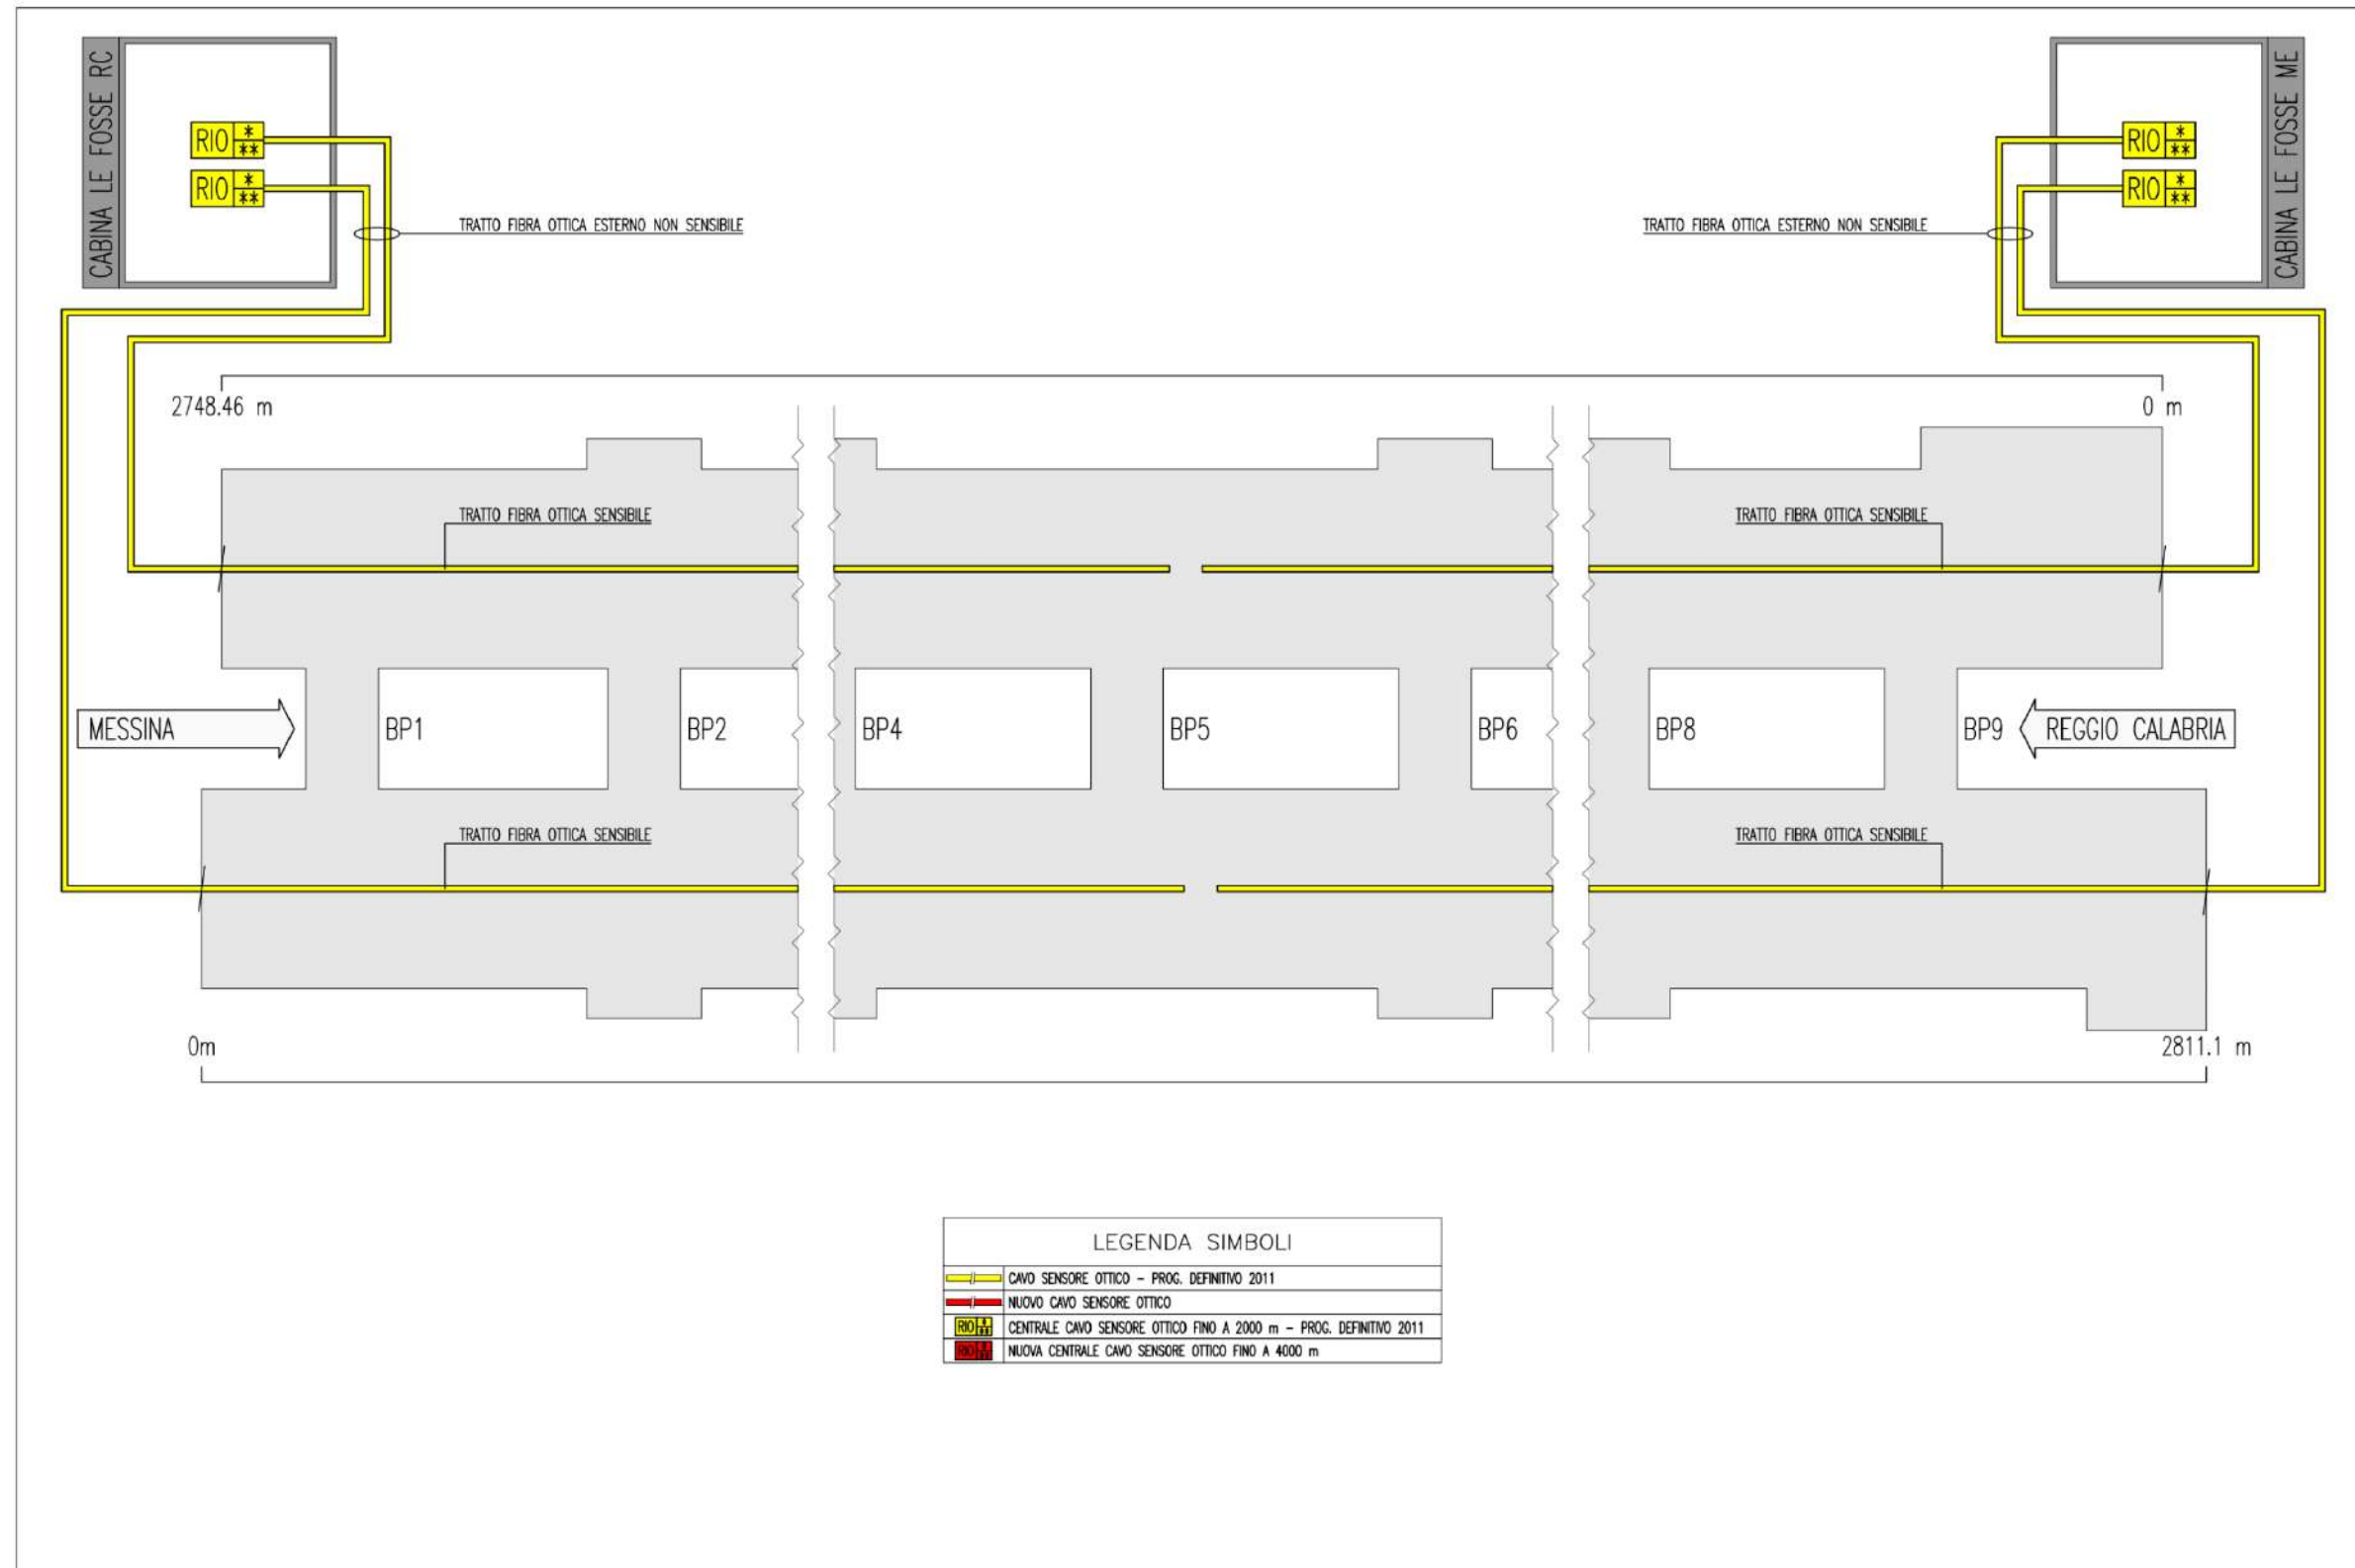 CABINA LE FOSSE RC
RIO * **
RIO * **
TRATTO FIBRA OTTICA ESTERNO NON SENSIBILE
TRATTO FIBRA OTTICA ESTERNO NON SENSIBILE
RIO * **
RIO * **
CABINA LE FOSSE ME
2748.46 m
0 m
TRATTO FIBRA OTTICA SENSIBILE
TRATTO FIBRA OTTICA SENSIBILE
MESSINA
BP1
BP2
BP4
BP5
BP6
BP8
BP9
REGGIO CALABRIA
TRATTO FIBRA OTTICA SENSIBILE
TRATTO FIBRA OTTICA SENSIBILE
0m
2811.1 m
LEGENDA SIMBOLI
CAVO SENSORE OTTICO - PROG. DEFINITIVO 2011
NUOVO CAVO SENSORE OTTICO
RIO * ** CENTRALE CAVO SENSORE OTTICO FINO A 2000 m - PROG. DEFINITIVO 2011
RIO * ** NUOVA CENTRALE CAVO SENSORE OTTICO FINO A 4000 m